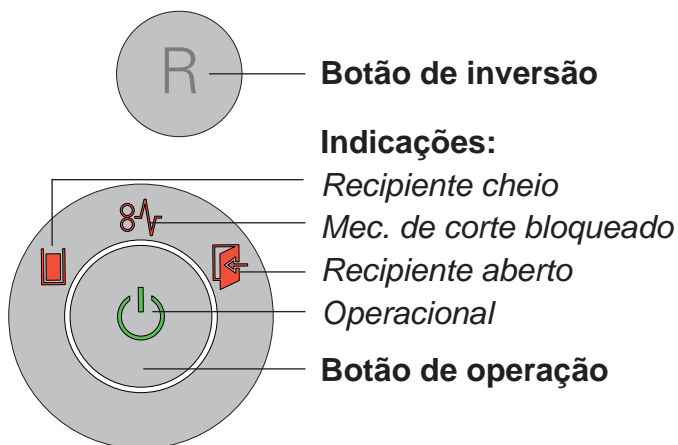 R
Botão de inversão
Indicações:
Recipiente cheio
Mec. de corte bloqueado
Recipiente aberto
Operacional
Botão de operação